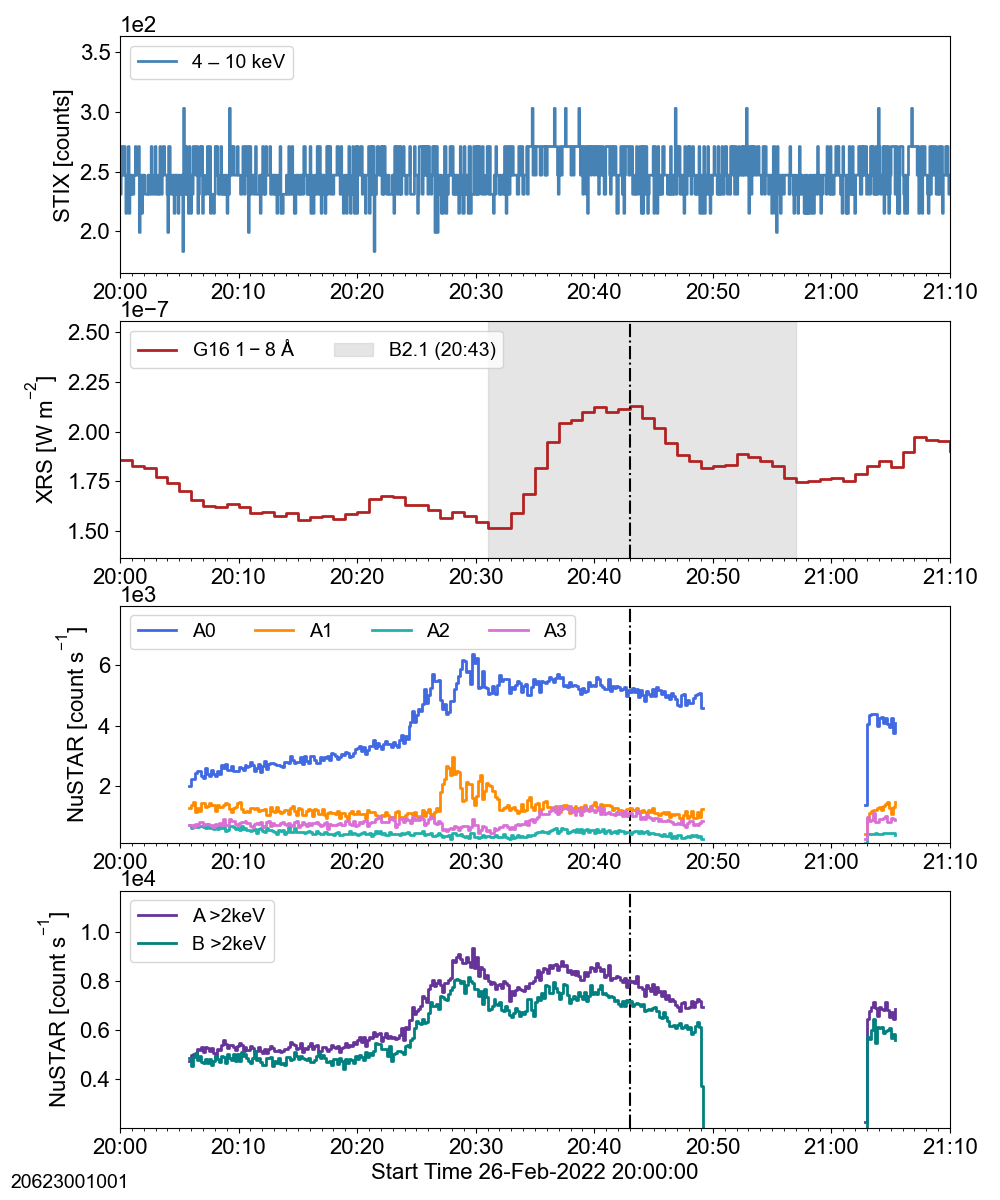 1e2
4 – 10 keV
STIX [counts]
3.5
3.0
2.5
2.0
20:00 20:10 20:20 20:30 20:40 20:50 21:00 21:10
1e−7
G16 1 − 8 Å B2.1 (20:43)
XRS [W m⁻²]
2.50
2.25
2.00
1.75
1.50
20:00 20:10 20:20 20:30 20:40 20:50 21:00 21:10
1e3
A0 A1 A2 A3
NuSTAR [count s⁻¹]
6
4
2
20:00 20:10 20:20 20:30 20:40 20:50 21:00 21:10
1e4
A >2keV
B >2keV
NuSTAR [count s⁻¹]
1.0
0.8
0.6
0.4
20:00 20:10 20:20 20:30 20:40 20:50 21:00 21:10
Start Time 26-Feb-2022 20:00:00
20623001001